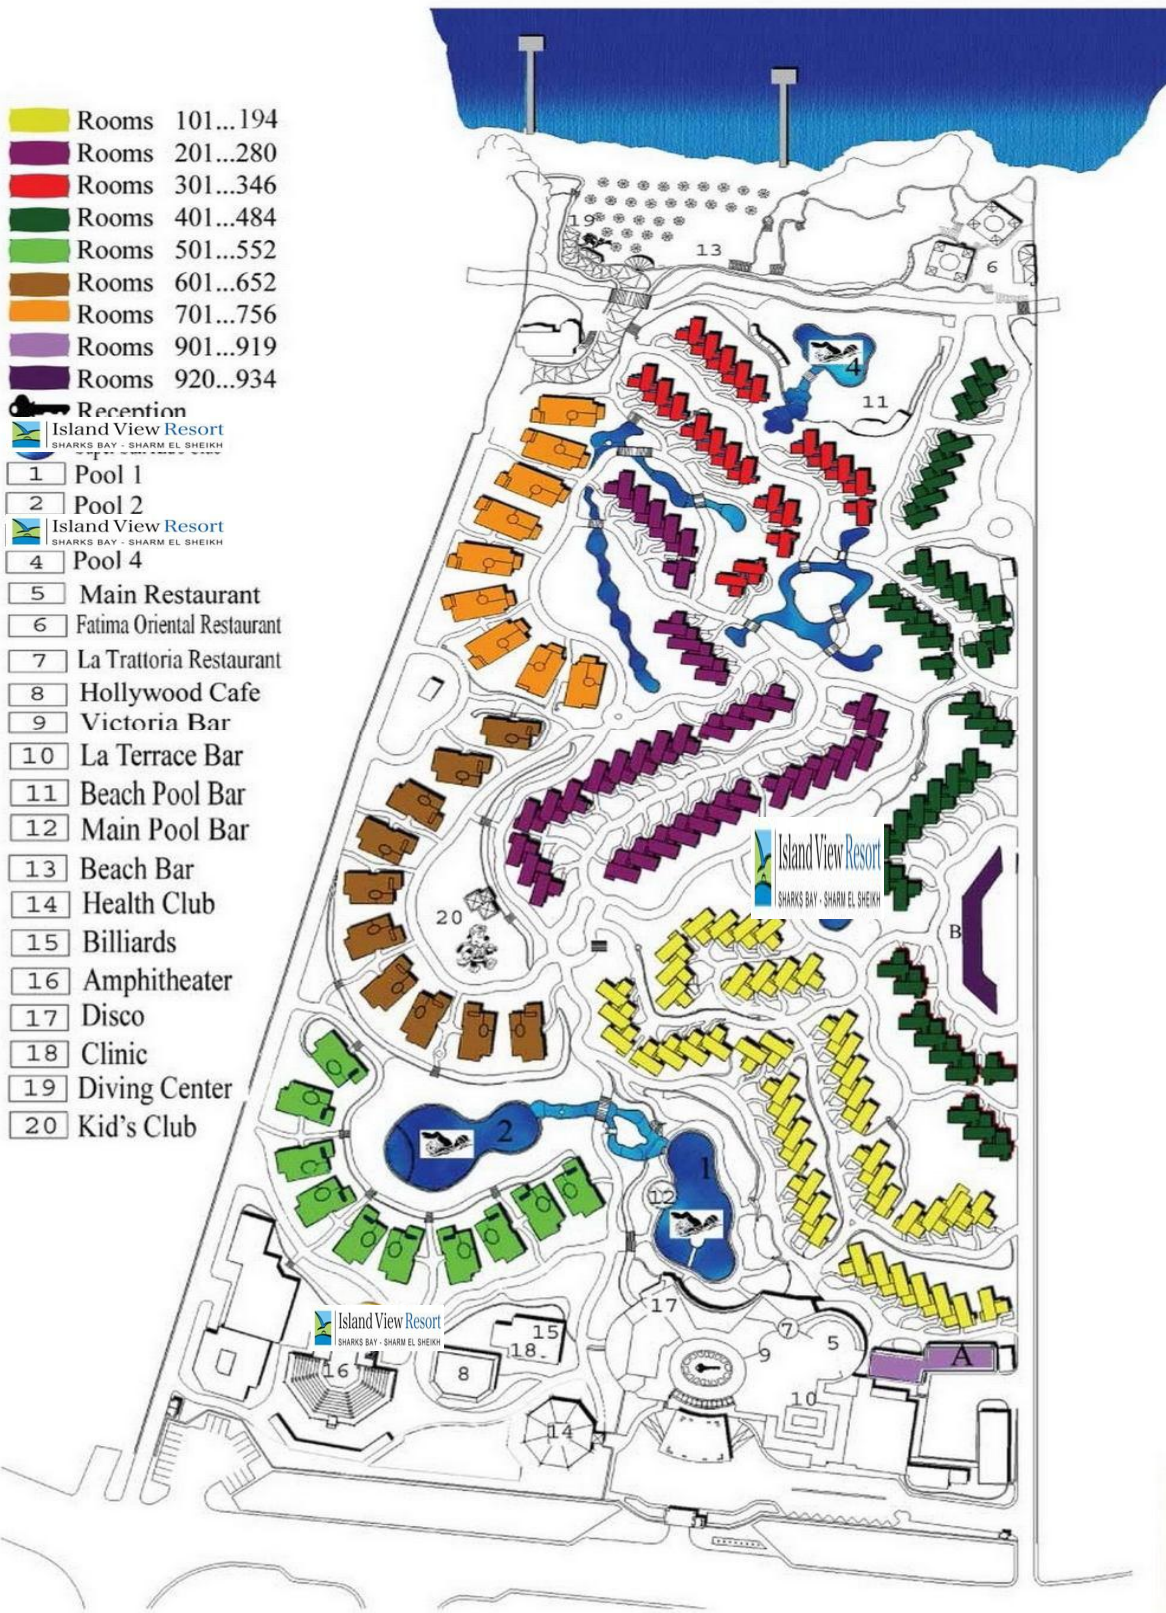 Rooms 101...194
Rooms 201...280
Rooms 301...346
Rooms 401...484
Rooms 501...552
Rooms 601...652
Rooms 701...756
Rooms 901...919
Rooms 920...934
Reception
Island View Resort
SHARKS BAY - SHARM EL SHEIKH
1 Pool 1
2 Pool 2
Island View Resort
SHARKS BAY - SHARM EL SHEIKH
4 Pool 4
5 Main Restaurant
6 Fatima Oriental Restaurant
7 La Trattoria Restaurant
8 Hollywood Cafe
9 Victoria Bar
10 La Terrace Bar
11 Beach Pool Bar
12 Main Pool Bar
13 Beach Bar
14 Health Club
15 Billiards
16 Amphitheater
17 Disco
18 Clinic
19 Diving Center
20 Kid's Club
19
13
6
4
11
Island View Resort
SHARKS BAY - SHARM EL SHEIKH
20
B
2
1
12
17
7
5
Island View Resort
SHARKS BAY - SHARM EL SHEIKH
15
18
9
A
16
8
10
14